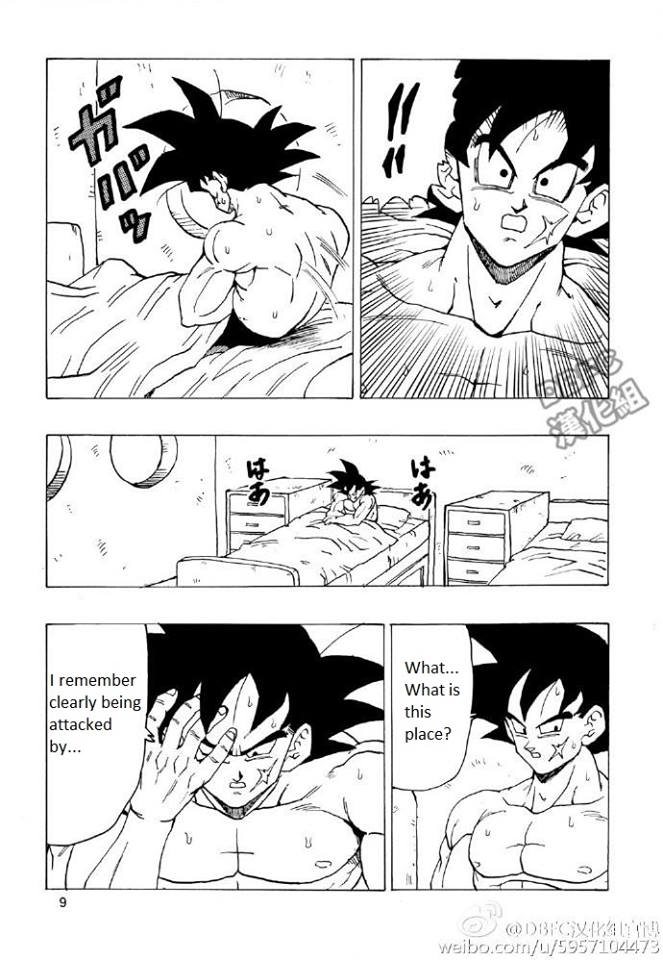 !!
ガバッ
DBFC
漢化組
はあ
はあ
What...
What is
this
place?
I remember
clearly being
attacked
by...
9
@DBFC汉化组官博
weibo.com/u/5957104473